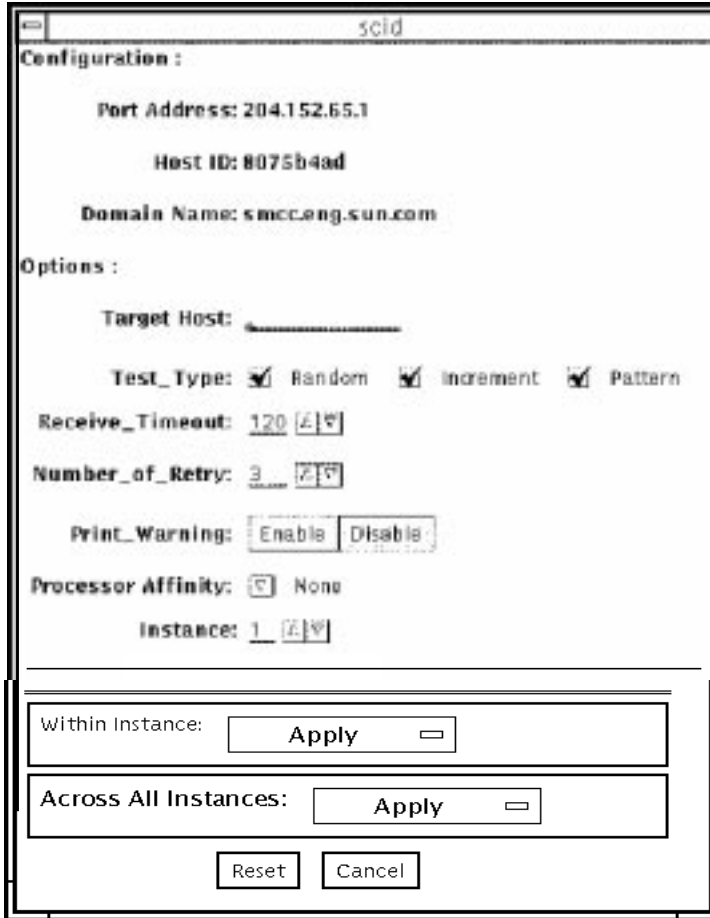 scid
Configuration :
Port Address: 204.152.65.1
Host ID: 8075b4ad
Domain Name: smcc.eng.sun.com
Options :
Target Host:
Test_Type: Random Increment Pattern
Receive_Timeout: 120
Number_of_Retry: 3
Print_Warning: Enable Disable
Processor Affinity: None
Instance: 1
Within Instance: Apply
Across All Instances: Apply
Reset Cancel